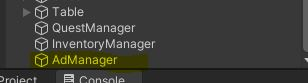 Table
QuestManager
InventoryManager
AdManager
Project
Console